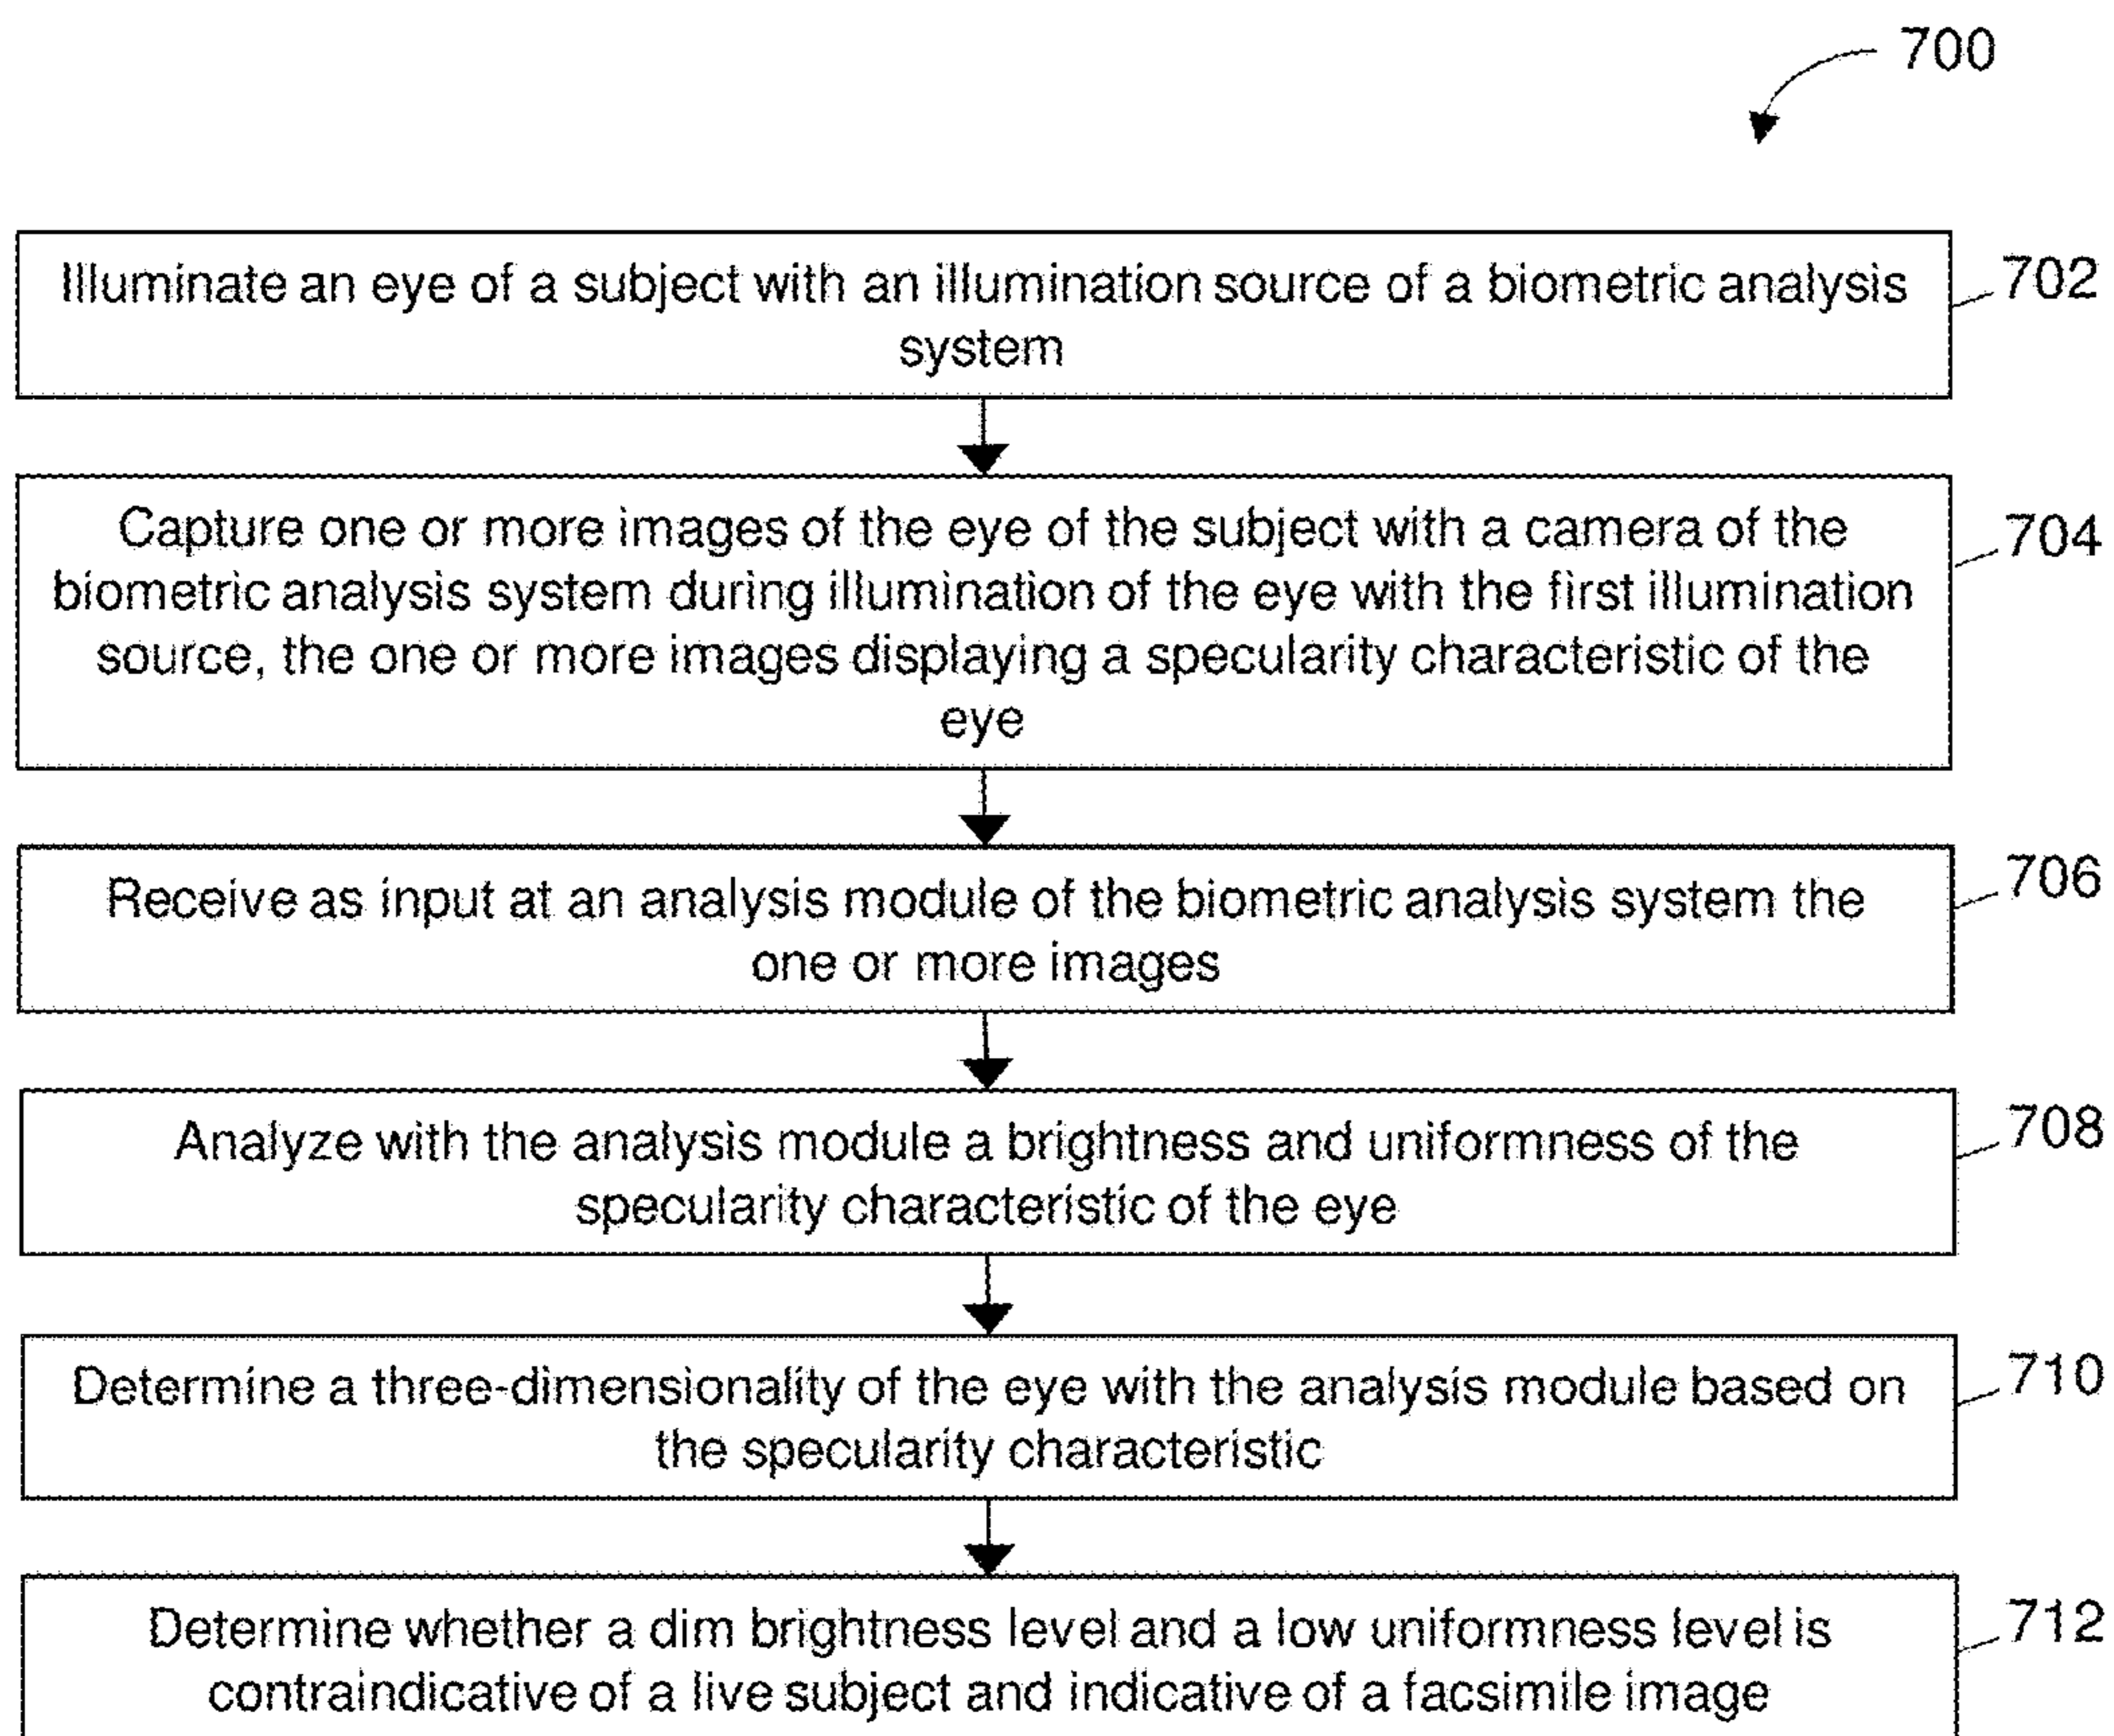 700
Illuminate an eye of a subject with an illumination source of a biometric analysis
system
702
Capture one or more images of the eye of the subject with a camera of the
biometric analysis system during illumination of the eye with the first illumination
source, the one or more images displaying a specularity characteristic of the
eye
704
Receive as input at an analysis module of the biometric analysis system the
one or more images
706
Analyze with the analysis module a brightness and uniformness of the
specularity characteristic of the eye
708
Determine a three-dimensionality of the eye with the analysis module based on
the specularity characteristic
710
Determine whether a dim brightness level and a low uniformness level is
contraindicative of a live subject and indicative of a facsimile image
712